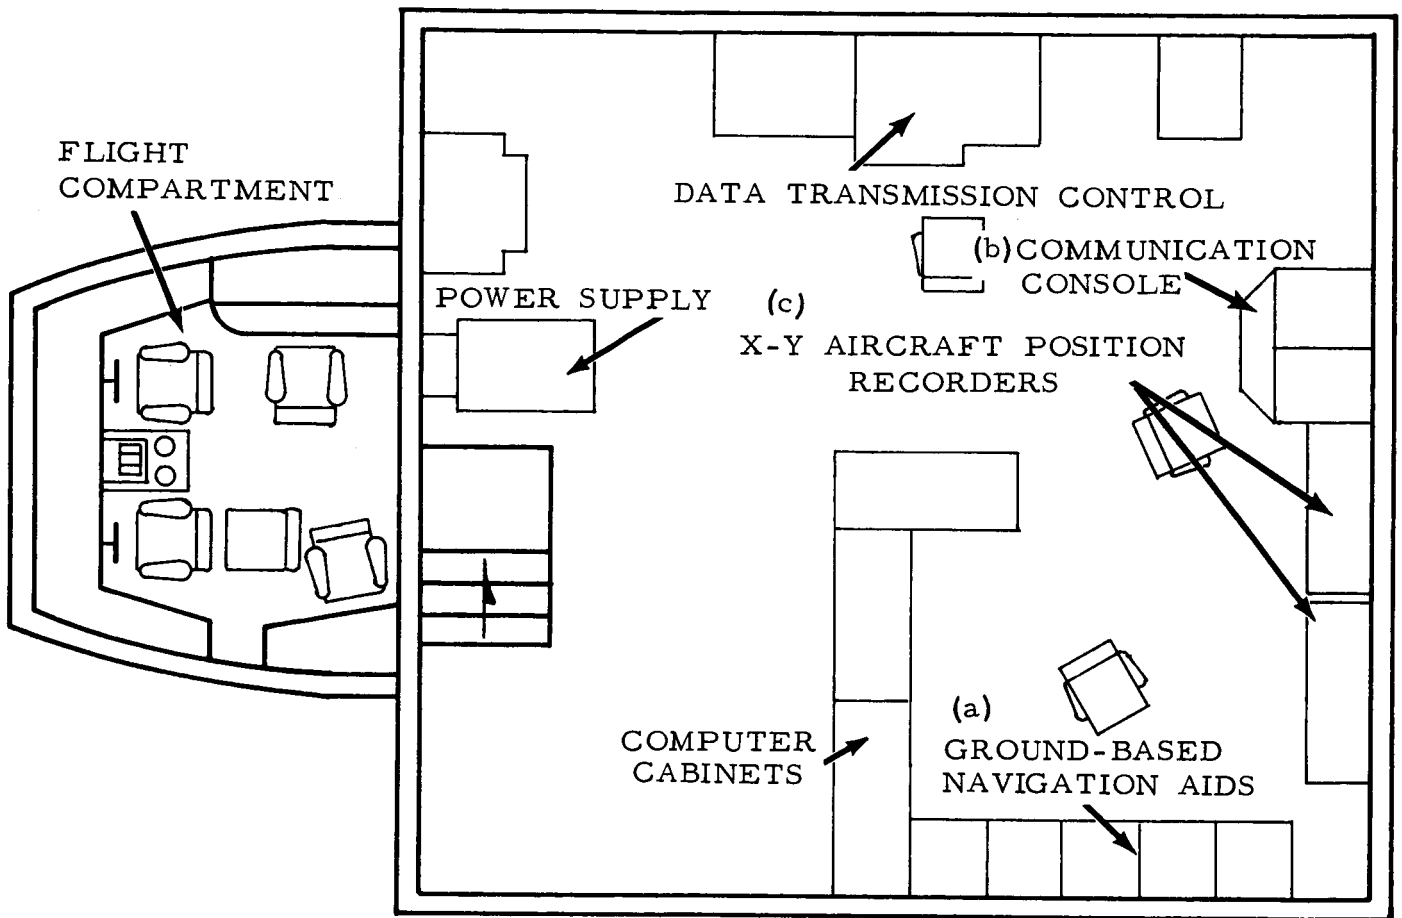 FLIGHT
COMPARTMENT
DATA TRANSMISSION CONTROL
(b) COMMUNICATION
CONSOLE
POWER SUPPLY
(c)
X-Y AIRCRAFT POSITION
RECORDERS
(a)
COMPUTER
CABINETS
GROUND-BASED
NAVIGATION AIDS